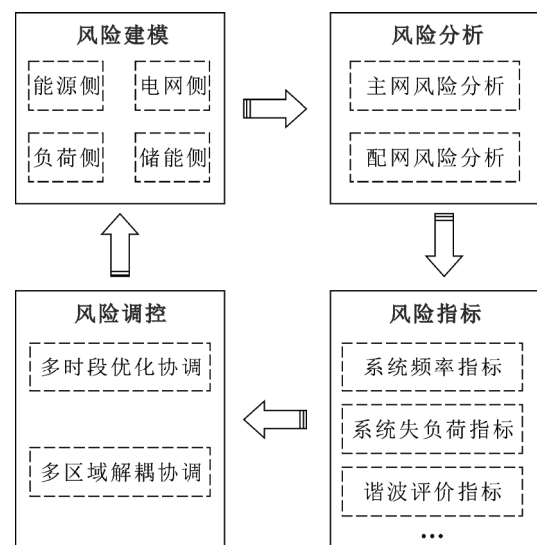 风险建模
能源侧 电网侧
负荷侧 储能侧
风险分析
主网风险分析
配网风险分析
风险调控
多时段优化协调
多区域解耦协调
风险指标
系统频率指标
系统失负荷指标
谐波评价指标
...